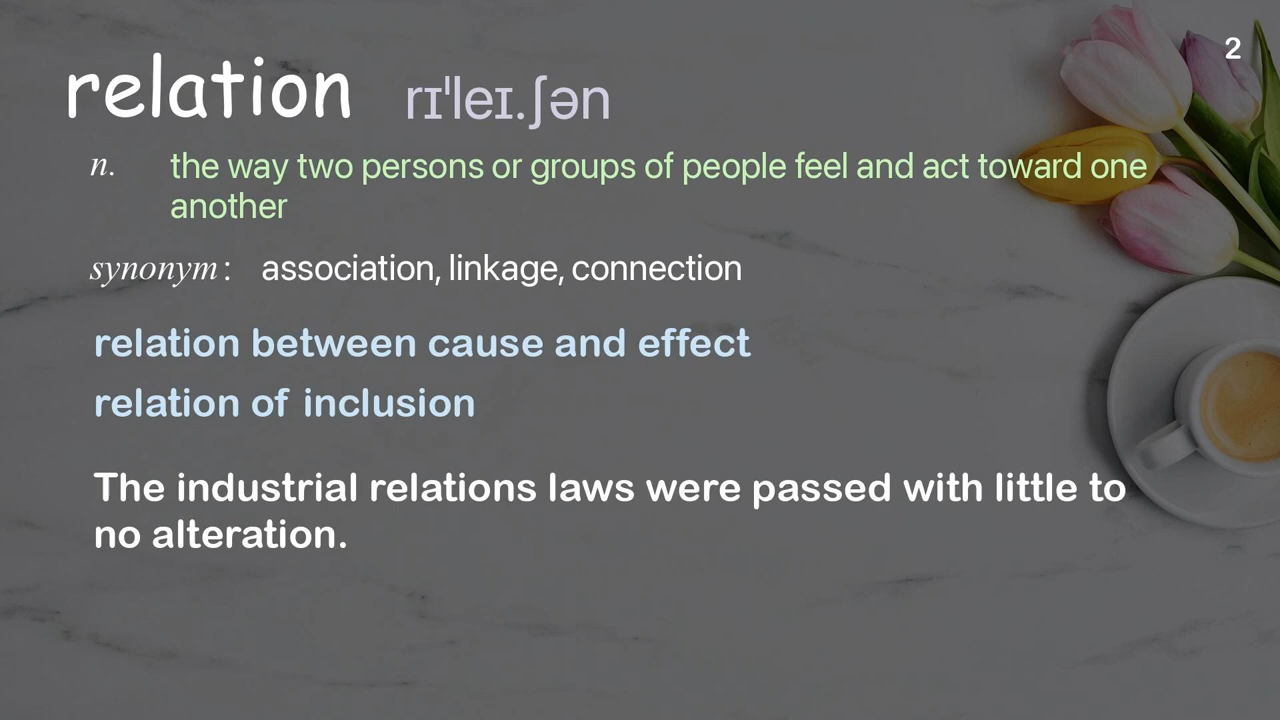 2
relation rɪˈleɪ.ʃən
n. the way two persons or groups of people feel and act toward one
another
synonym: association, linkage, connection
relation between cause and effect
relation of inclusion
The industrial relations laws were passed with little to
no alteration.